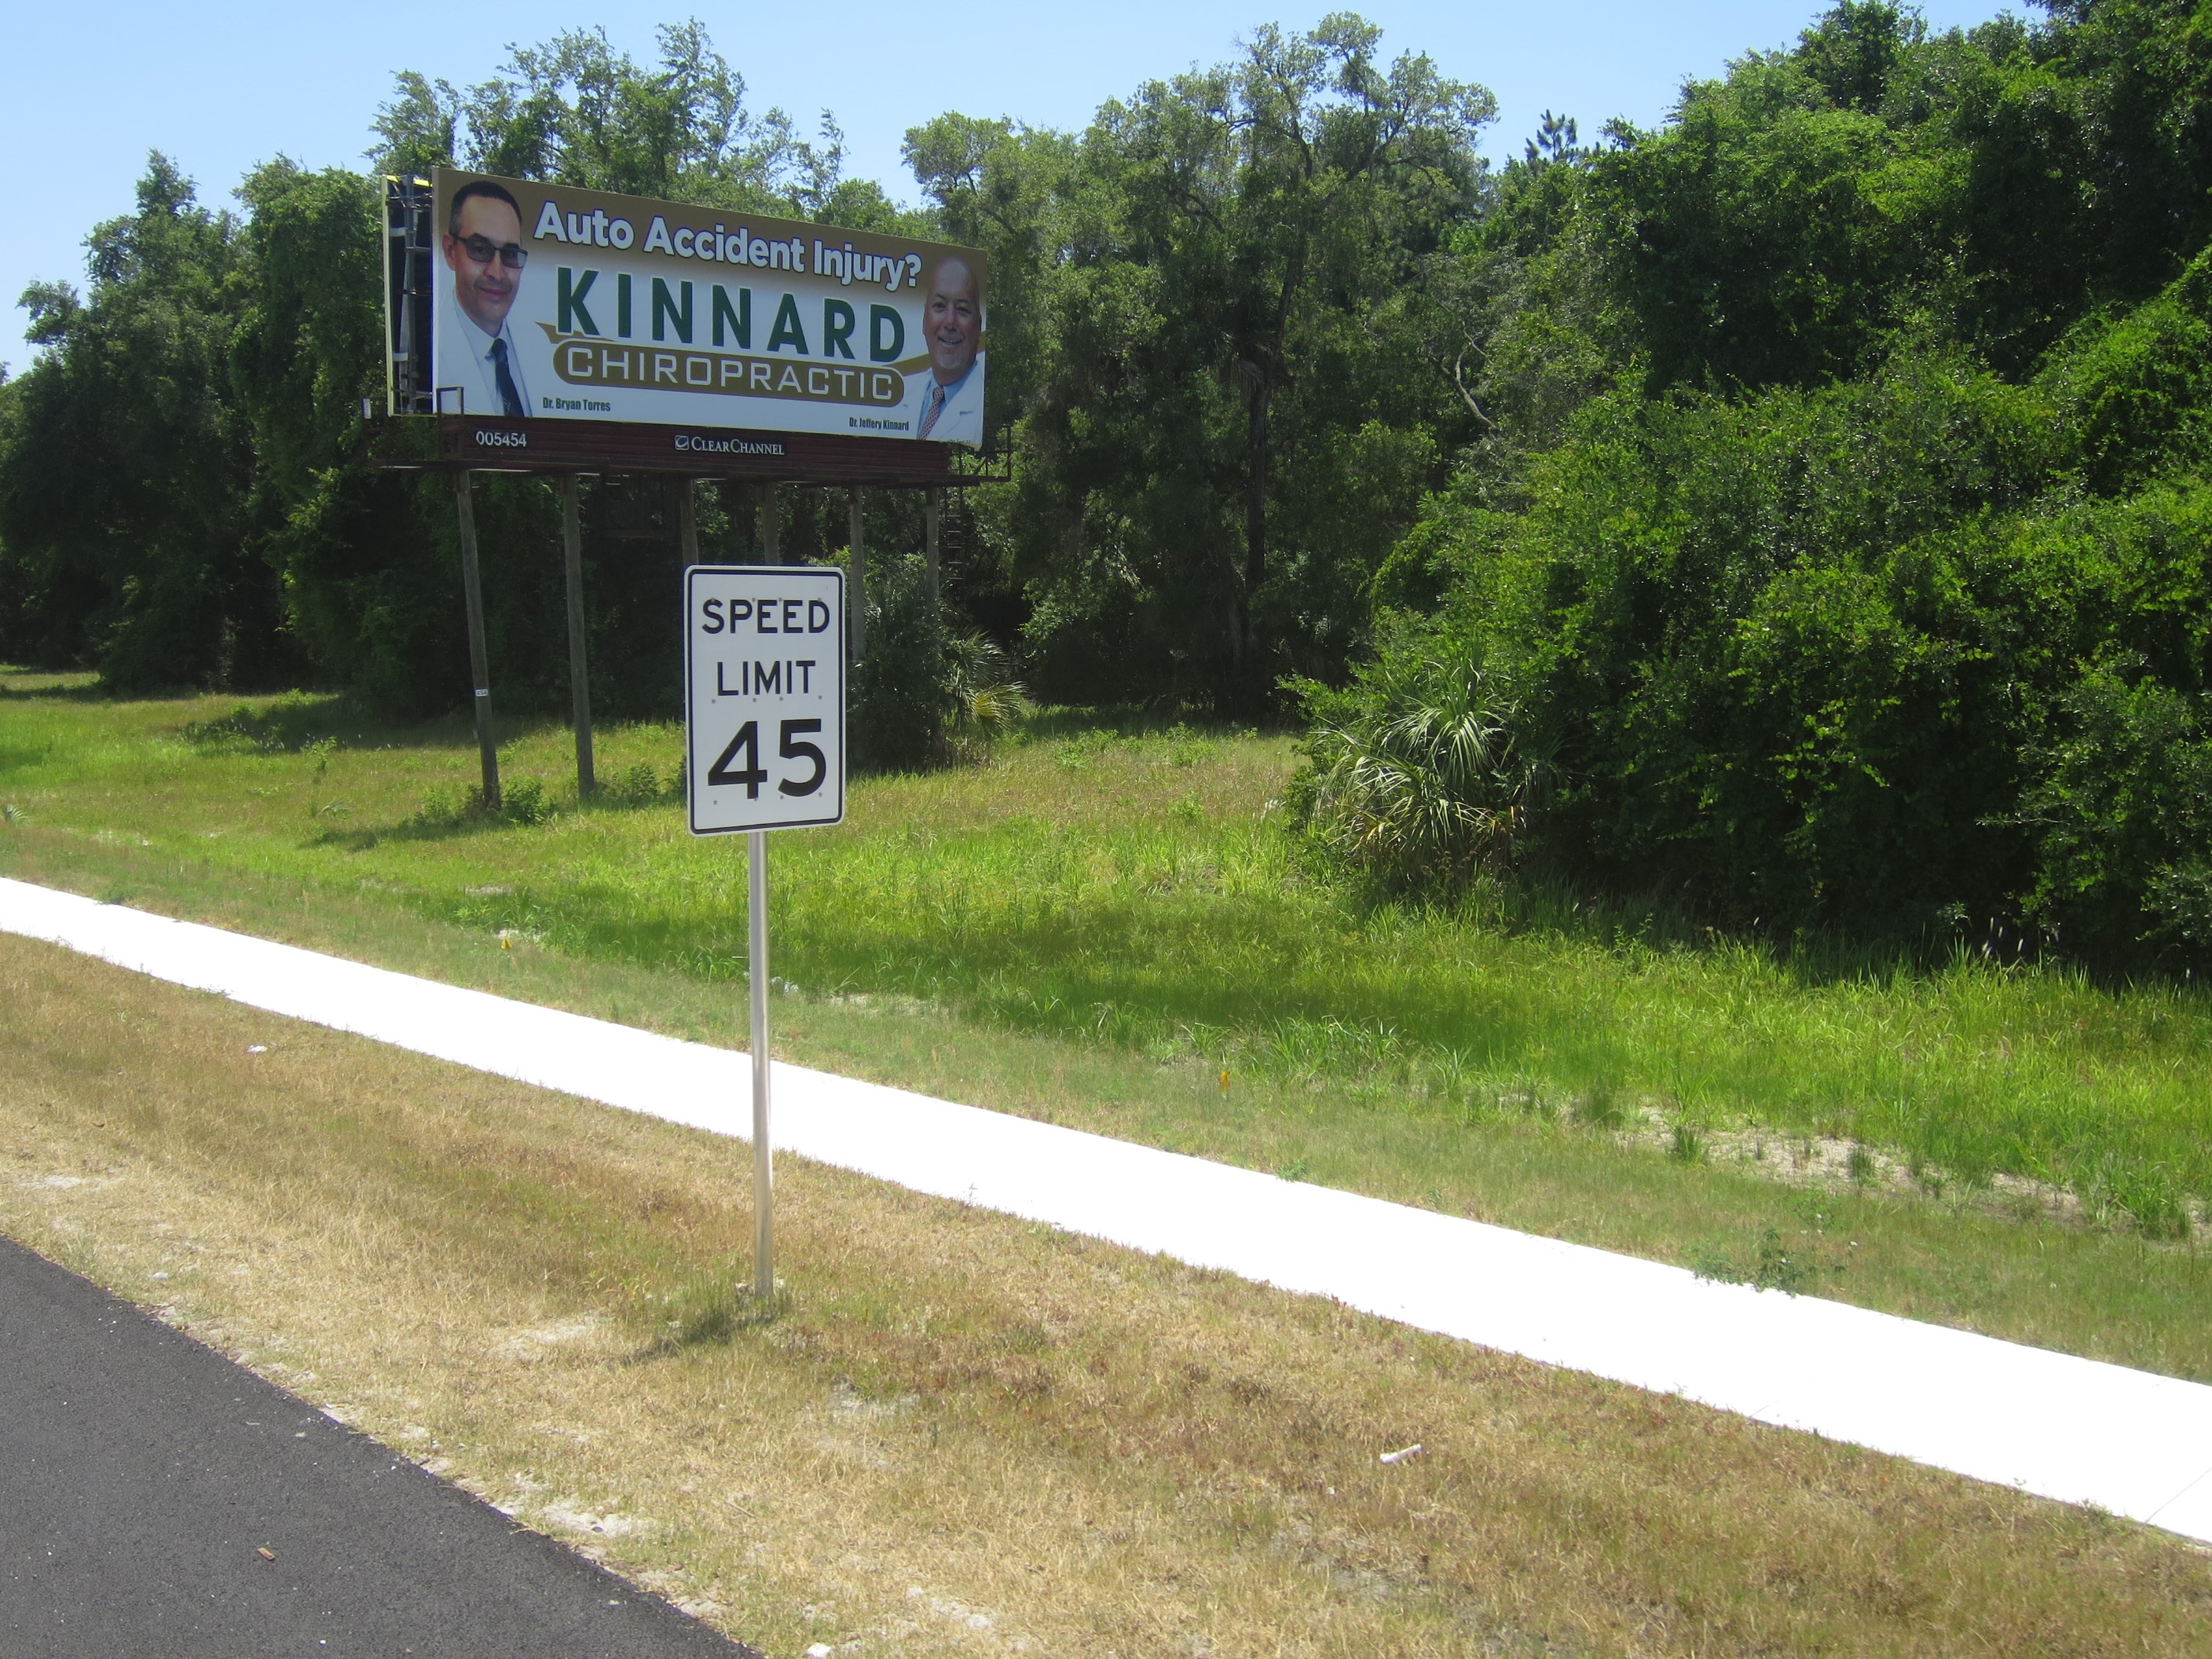 Auto Accident Injury?
KINNARD
CHIROPRACTIC
Dr. Bryan Torres
Dr. Jeffery Kinnard
005454
CLEARCHANNEL
SPEED
LIMIT
45